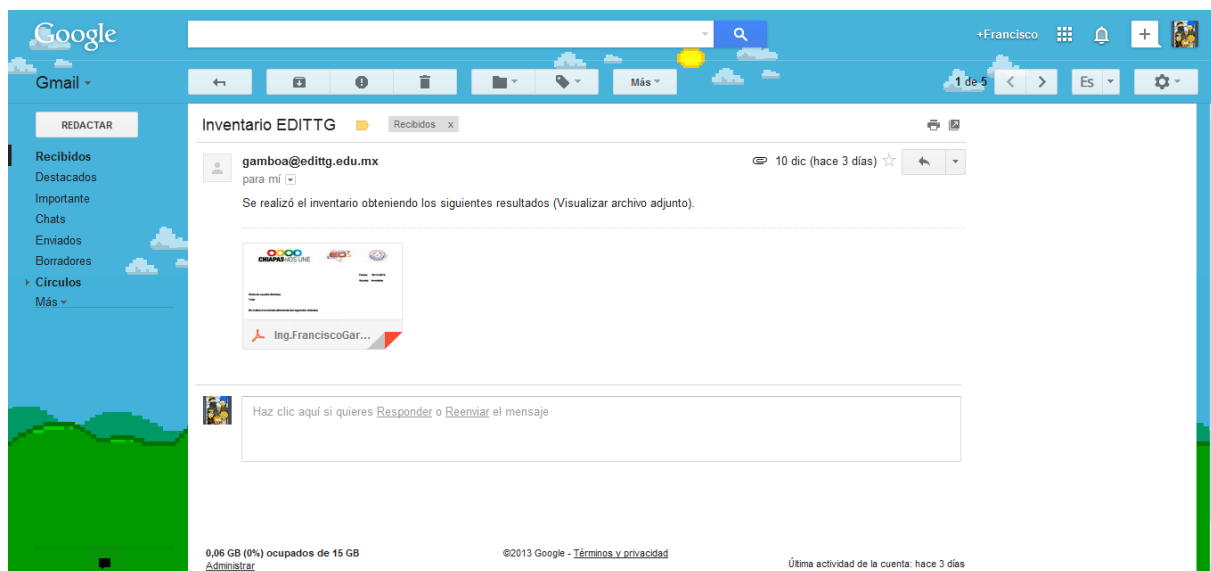 Google
+Francisco
Gmail
Más
1 de 5
Es
REDACTAR
Inventario EDITTG
Recibidos x
Recibidos
Destacados
Importante
Chats
Enviados
Borradores
Círculos
Más
gamboa@edittg.edu.mx
10 dic (hace 3 días)
para mí
Se realizó el inventario obteniendo los siguientes resultados (Visualizar archivo adjunto).
CHIAPASNOS UNE
Ing.FranciscoGar...
Haz clic aquí si quieres Responder o Reenviar el mensaje
0,06 GB (0%) ocupados de 15 GB
Administrar
©2013 Google - Términos y privacidad
Última actividad de la cuenta: hace 3 días